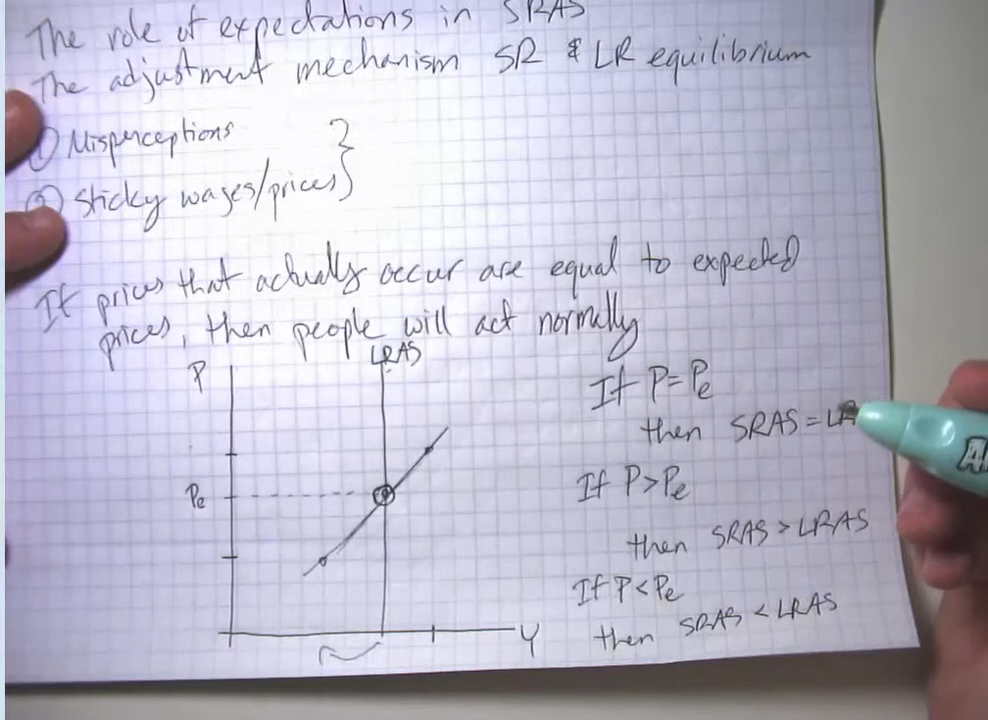 The role of expectations in SRAS
The adjustment mechanism SR & LR equilibrium
① Misperceptions
② Sticky wages/prices
If prices that actually occur are equal to expected
prices, then people will act normally
P
LRAS
Pe
Y
If P=Pe
then SRAS =
If P>Pe
then SRAS > LRAS
If P<Pe
then SRAS < LRAS